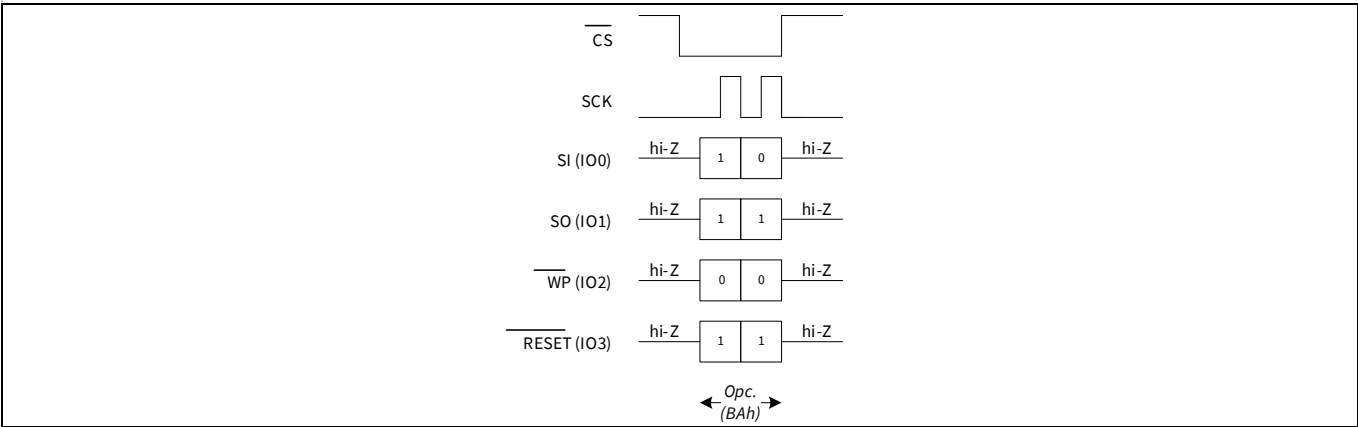 CS
SCK
SI (IO0) hi-Z 1 0 hi-Z
SO (IO1) hi-Z 1 1 hi-Z
WP (IO2) hi-Z 0 0 hi-Z
RESET (IO3) hi-Z 1 1 hi-Z
Opc.
(BAh)